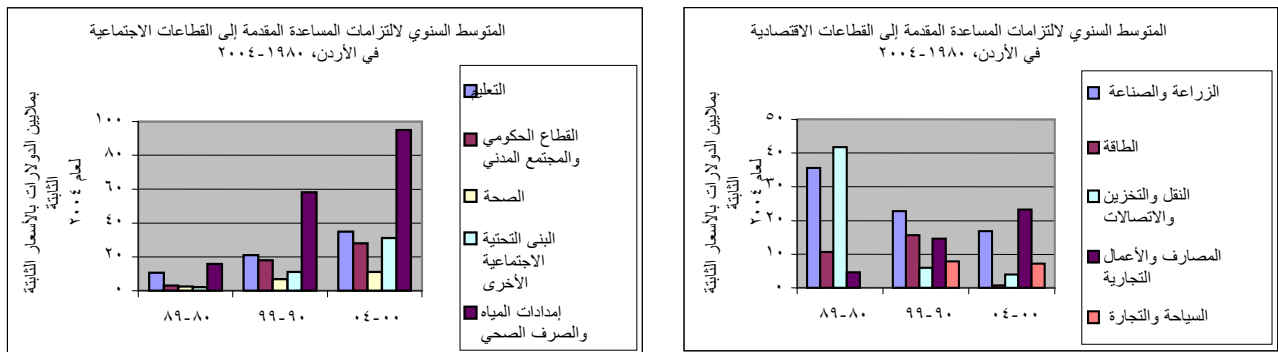 المتوسط السنوي لالتزامات المساعدة المقدمة إلى القطاعات الاقتصادية
في الأردن، ١٩٨٠-٢٠٠٤
بملايين الدولارات بالأسعار الثابتة
لعام ٢٠٠٤
الثابتة
٥٠
٤٠
٣٠
٢٠
١٠
٠
٨٠-٨٩
٩٠-٩٩
٠٠-٠٤
الزراعة والصناعة
الطاقة
النقل والتخزين
والاتصالات
المصارف والأعمال
التجارية
السياحة والتجارة
المتوسط السنوي لالتزامات المساعدة المقدمة إلى القطاعات الاجتماعية
في الأردن، ١٩٨٠-٢٠٠٤
بملايين الدولارات بالأسعار الثابتة
الثابتة
لعام ٢٠٠٤
١٠٠
٨٠
٦٠
٤٠
٢٠
٠
٨٠-٨٩
٩٠-٩٩
٠٠-٠٤
التعليم
القطاع الحكومي
والمجتمع المدني
الصحة
البنى التحتية
الاجتماعية
الأخرى
إمدادات المياه
والصرف الصحي